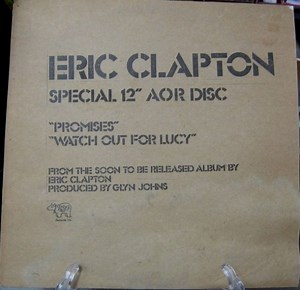 ERIC CLAPTON
SPECIAL 12" AOR DISC
"PROMISES"
"WATCH OUT FOR LUCY"
FROM THE SOON TO BE RELEASED ALBUM BY
ERIC CLAPTON
PRODUCED BY GLYN JOHNS